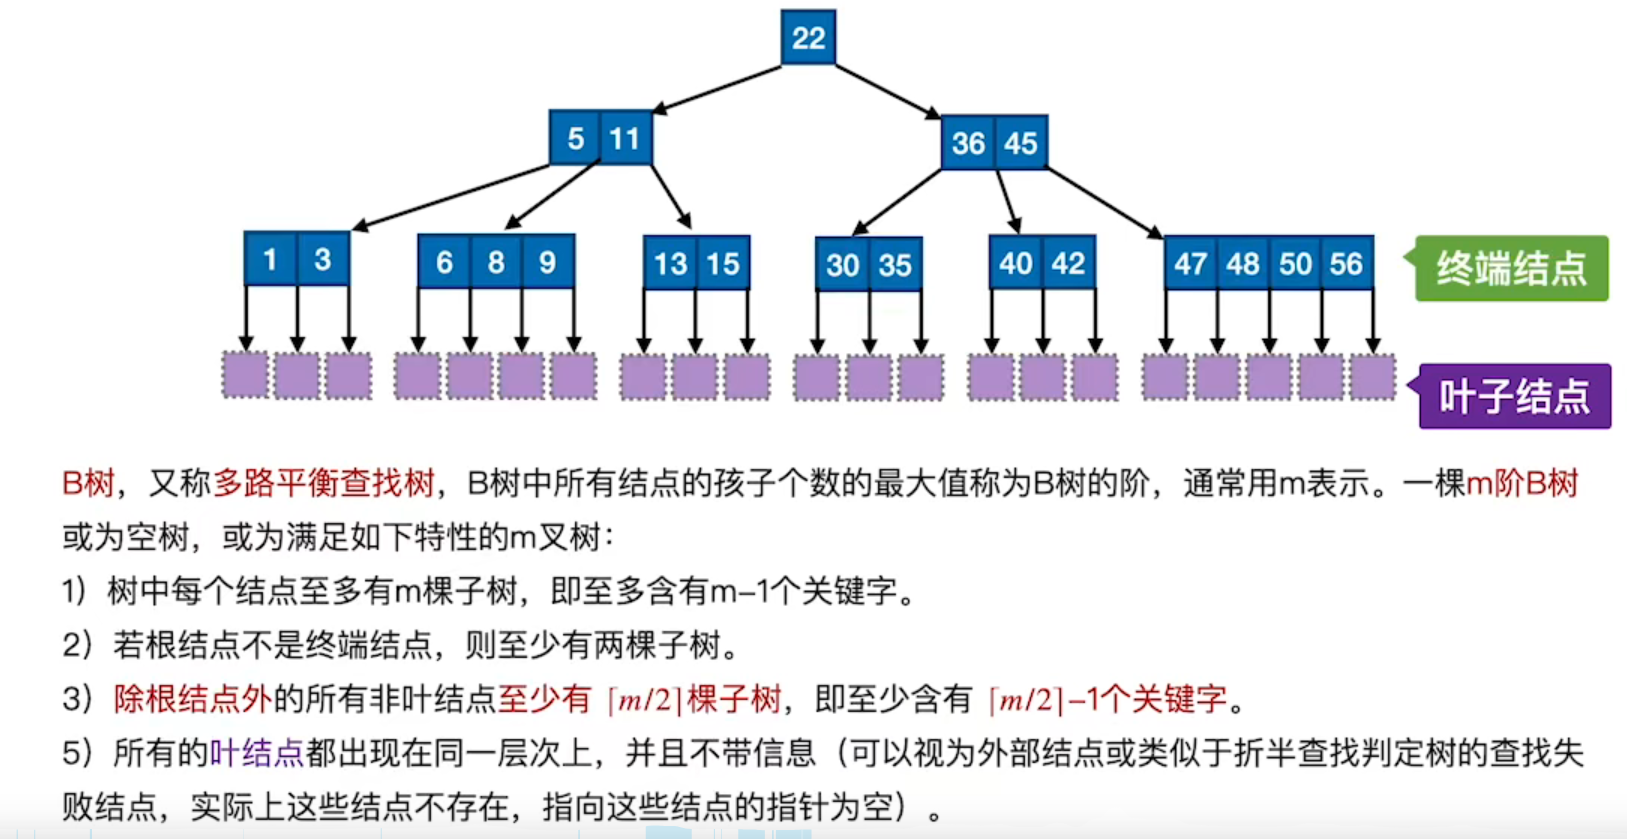 22
5 11
36 45
1 3
6 8 9
13 15
30 35
40 42
47 48 50 56
终端结点
叶子结点
B树，又称多路平衡查找树，B树中所有结点的孩子个数的最大值称为B树的阶，通常用m表示。一棵m阶B树
或为空树，或为满足如下特性的m叉树：
1）树中每个结点至多有m棵子树，即至多含有m–1个关键字。
2）若根结点不是终端结点，则至少有两棵子树。
3）除根结点外的所有非叶结点至少有 ⌈m/2⌉棵子树，即至少含有 ⌈m/2⌉–1个关键字。
5）所有的叶结点都出现在同一层次上，并且不带信息（可以视为外部结点或类似于折半查找判定树的查找失
败结点，实际上这些结点不存在，指向这些结点的指针为空）。